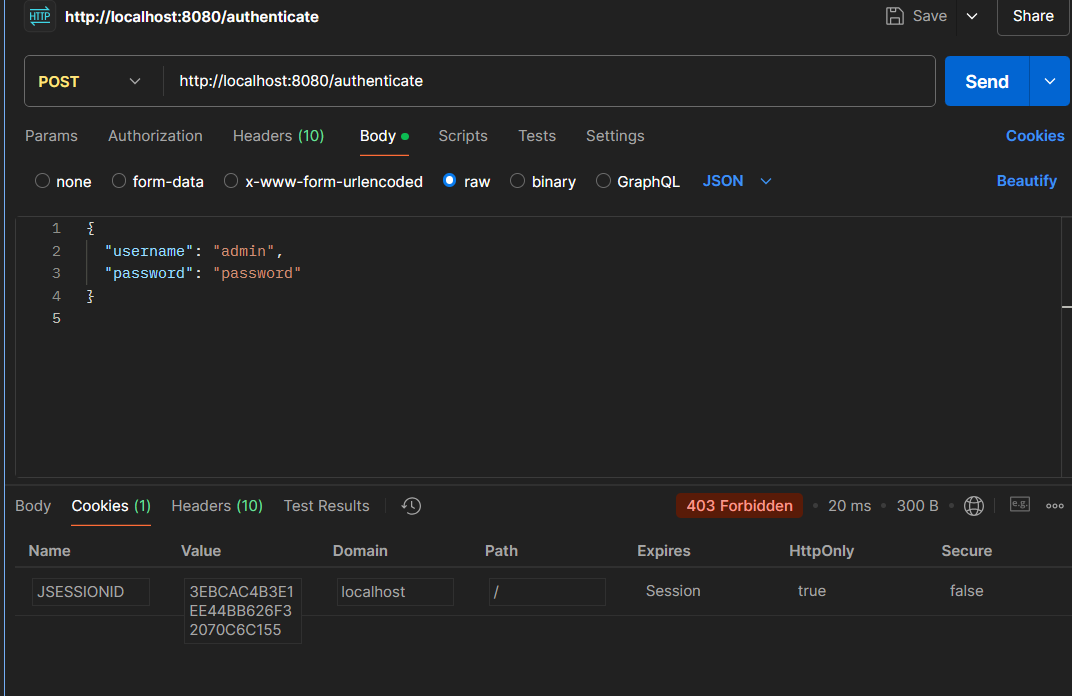 HTTP http://localhost:8080/authenticate Save Share
POST http://localhost:8080/authenticate Send
Params Authorization Headers (10) Body Scripts Tests Settings Cookies
none form-data x-www-form-urlencoded raw binary GraphQL JSON Beautify
1 {
2 "username": "admin",
3 "password": "password"
4 }
5
Body Cookies (1) Headers (10) Test Results 403 Forbidden • 20 ms • 300 B • e.g.
Name Value Domain Path Expires HttpOnly Secure
JSESSIONID 3EBCAC4B3E1 localhost / Session true false
EE44BB626F3
2070C6C155